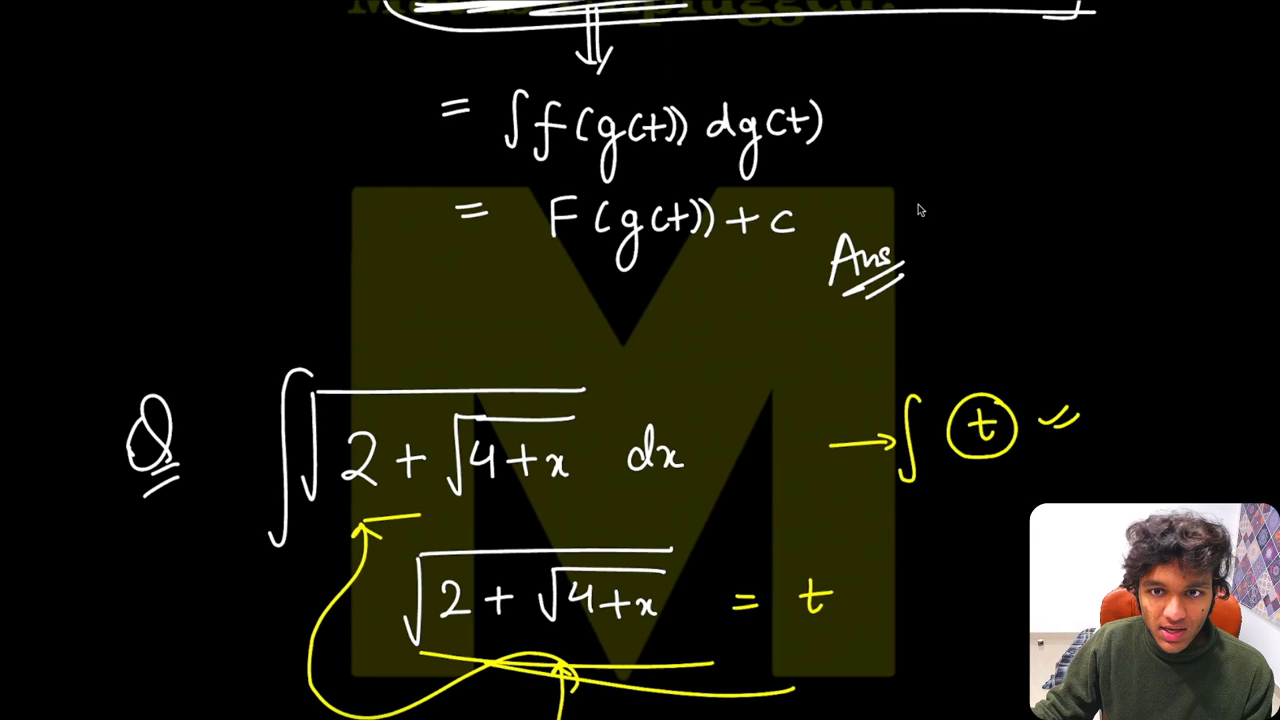 = ∫f(g(t)) dg(t)
= F(g(t)) + c
Ans
Q ∫√(2 + √(4+x)) dx → ∫ t
√(2 + √(4+x)) = t